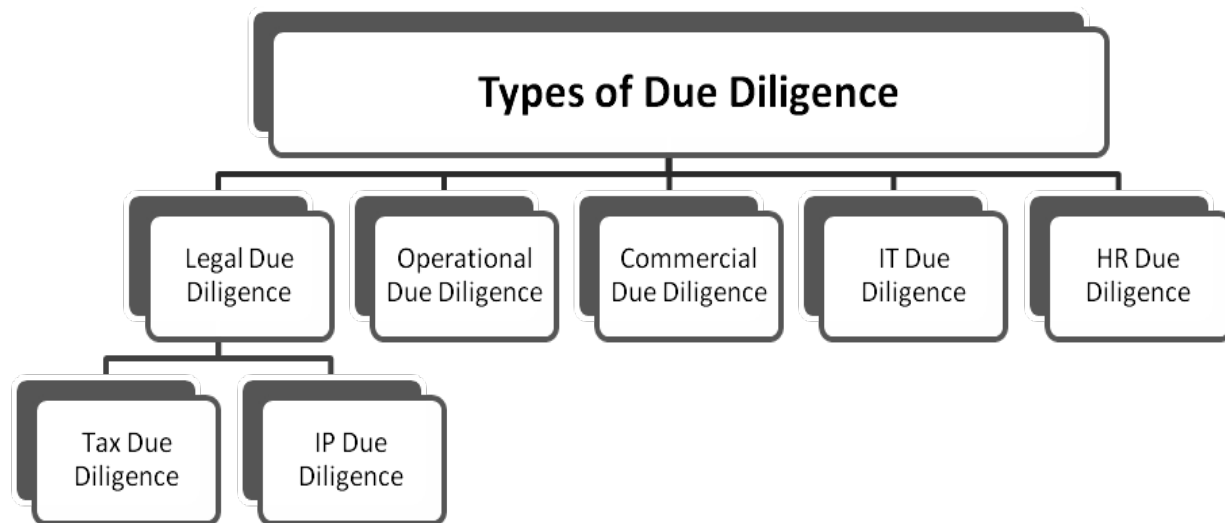 Types of Due Diligence
Legal Due
Diligence
Operational
Due Diligence
Commercial
Due Diligence
IT Due
Diligence
HR Due
Diligence
Tax Due
Diligence
IP Due
Diligence